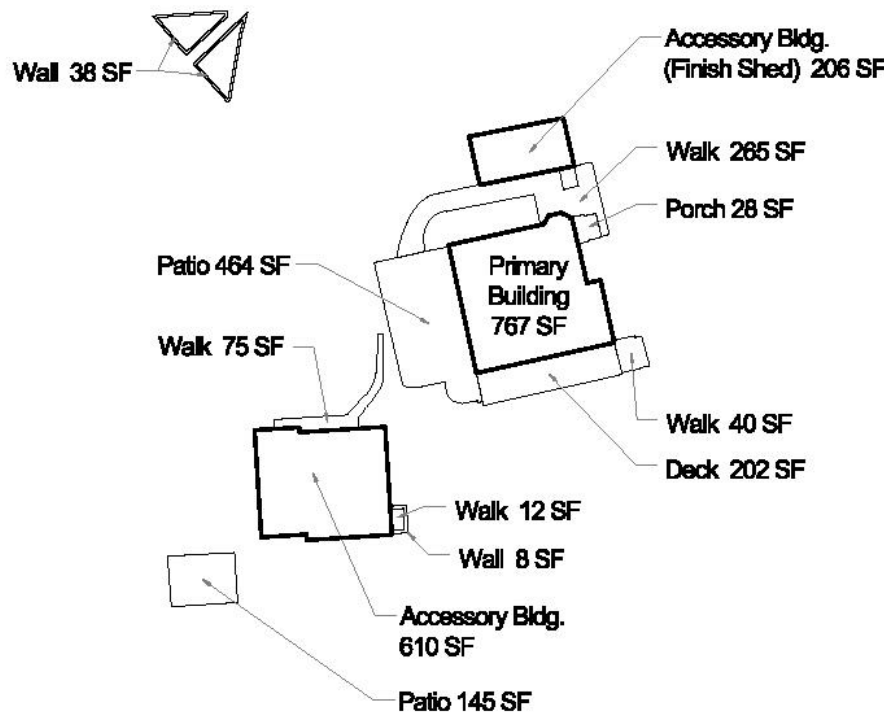 Wall 38 SF
Accessory Bldg.
(Finish Shed) 206 SF
Walk 265 SF
Porch 28 SF
Patio 464 SF
Primary
Building
767 SF
Walk 75 SF
Walk 40 SF
Deck 202 SF
Walk 12 SF
Wall 8 SF
Accessory Bldg.
610 SF
Patio 145 SF